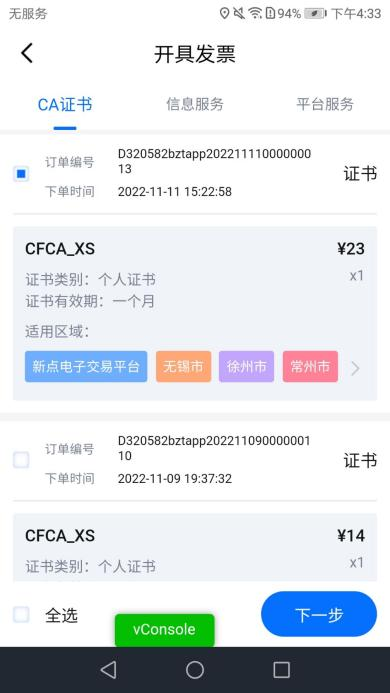 无服务 94% 下午4:33
开具发票
CA证书 信息服务 平台服务
订单编号 D320582bztapp202211110000000
13
证书
下单时间 2022-11-11 15:22:58
CFCA_XS ¥23
证书类别：个人证书 x1
证书有效期：一个月
适用区域：
新点电子交易平台 无锡市 徐州市 常州市
订单编号 D320582bztapp202211090000001
10
证书
下单时间 2022-11-09 19:37:32
CFCA_XS ¥14
证书类别：个人证书 x1
全选 下一步
vConsole